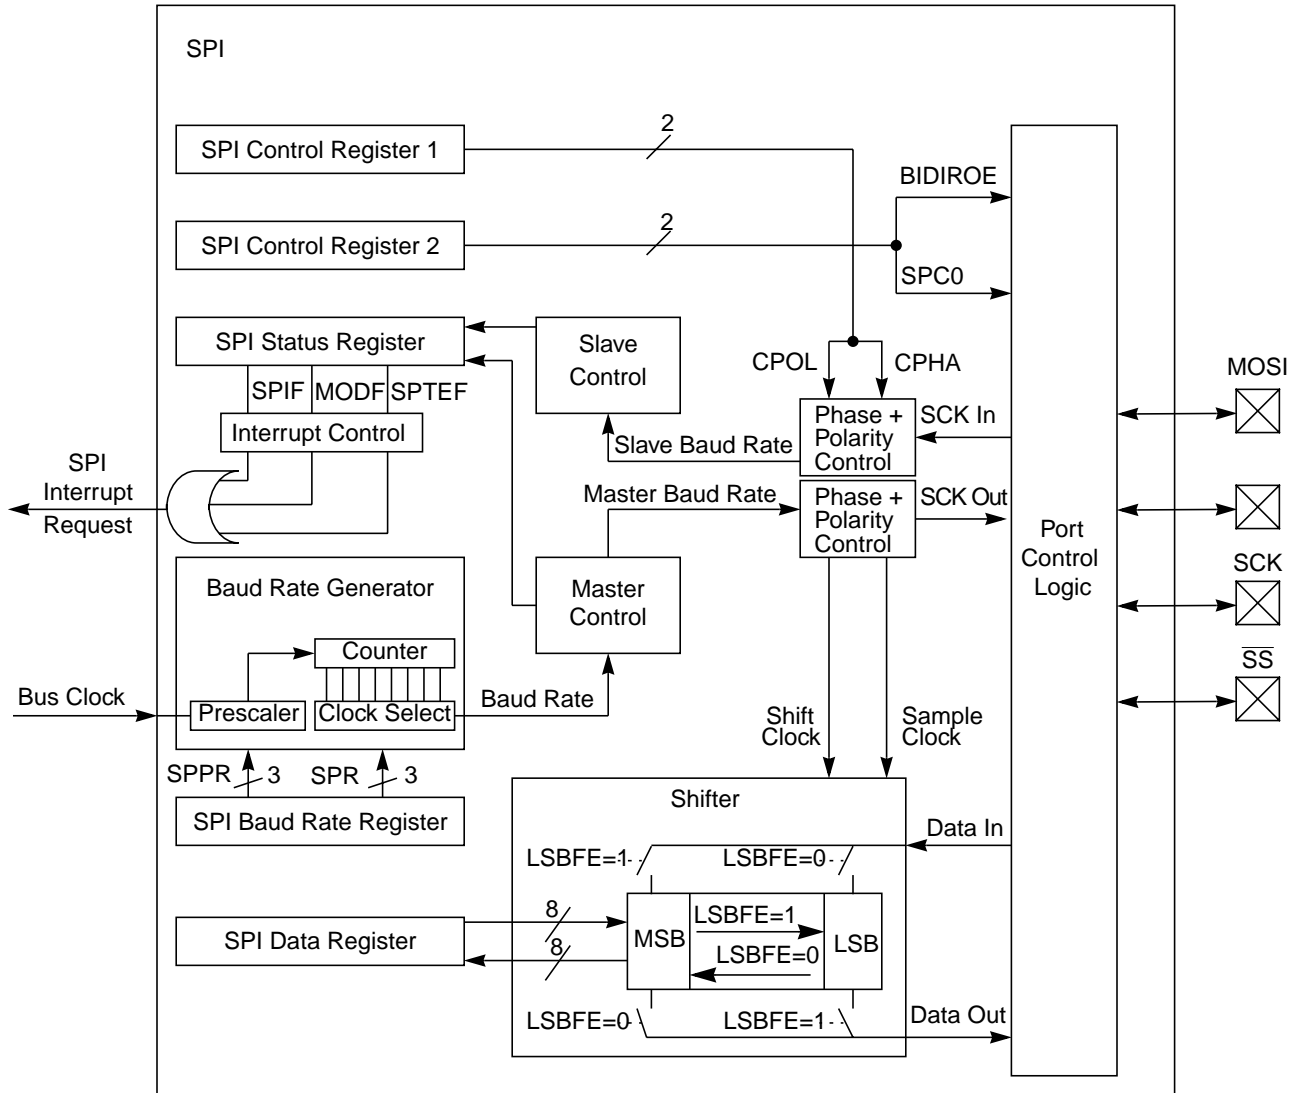 SPI
SPI Control Register 1
2
BIDIROE
SPI Control Register 2
2
SPC0
SPI Status Register
Slave
Control
CPOL
CPHA
MOSI
SPIF
MODF
SPTEF
Interrupt Control
Phase +
Polarity
Control
SCK In
Slave Baud Rate
SPI
Interrupt
Request
Master Baud Rate
Phase +
Polarity
Control
SCK Out
Port
Control
Logic
SCK
Baud Rate Generator
Master
Control
Counter
SS
Bus Clock
Prescaler
Clock Select
Baud Rate
Shift
Clock
Sample
Clock
SPPR
3
SPR
3
SPI Baud Rate Register
Shifter
Data In
LSBFE=1
LSBFE=0
SPI Data Register
8
8
MSB
LSBFE=1
LSBFE=0
LSB
LSBFE=0
LSBFE=1
Data Out